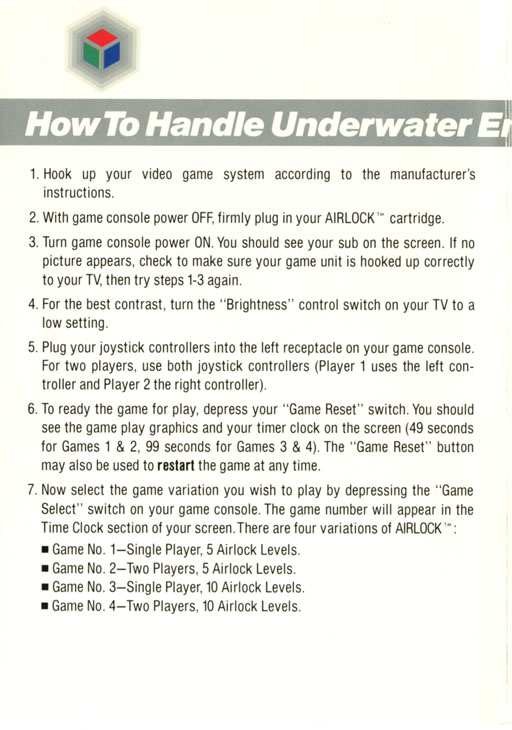 How To Handle Underwater
1. Hook up your video game system according to the manufacturer's
instructions.
2. With game console power OFF, firmly plug in your AIRLOCK™ cartridge.
3. Turn game console power ON. You should see your sub on the screen. If no
picture appears, check to make sure your game unit is hooked up correctly
to your TV, then try steps 1-3 again.
4. For the best contrast, turn the "Brightness" control switch on your TV to a
low setting.
5. Plug your joystick controllers into the left receptacle on your game console.
For two players, use both joystick controllers (Player 1 uses the left con-
troller and Player 2 the right controller).
6. To ready the game for play, depress your "Game Reset" switch. You should
see the game play graphics and your timer clock on the screen (49 seconds
for Games 1 & 2, 99 seconds for Games 3 & 4). The "Game Reset" button
may also be used to restart the game at any time.
7. Now select the game variation you wish to play by depressing the "Game
Select" switch on your game console. The game number will appear in the
Time Clock section of your screen. There are four variations of AIRLOCK™:
■ Game No. 1—Single Player, 5 Airlock Levels.
■ Game No. 2—Two Players, 5 Airlock Levels.
■ Game No. 3—Single Player, 10 Airlock Levels.
■ Game No. 4—Two Players, 10 Airlock Levels.